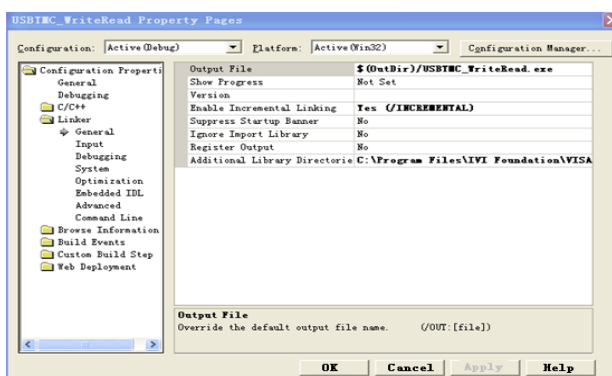 USBTMC_WriteRead Property Pages
Configuration: Active(Debug) Platform: Active(Win32) Configuration Manager...
Configuration Properti
General
Debugging
C/C++
Linker
General
Input
Debugging
System
Optimization
Embedded IDL
Advanced
Command Line
Browse Information
Build Events
Custom Build Step
Web Deployment
Output File $(OutDir)/USBTMC_WriteRead.exe
Show Progress Not Set
Version
Enable Incremental Linking Yes (/INCREMENTAL)
Suppress Startup Banner No
Ignore Import Library No
Register Output No
Additional Library Directorie C:\Program Files\IVI Foundation\VISA
Output File
Override the default output file name. (/OUT:[file])
OK Cancel Apply Help